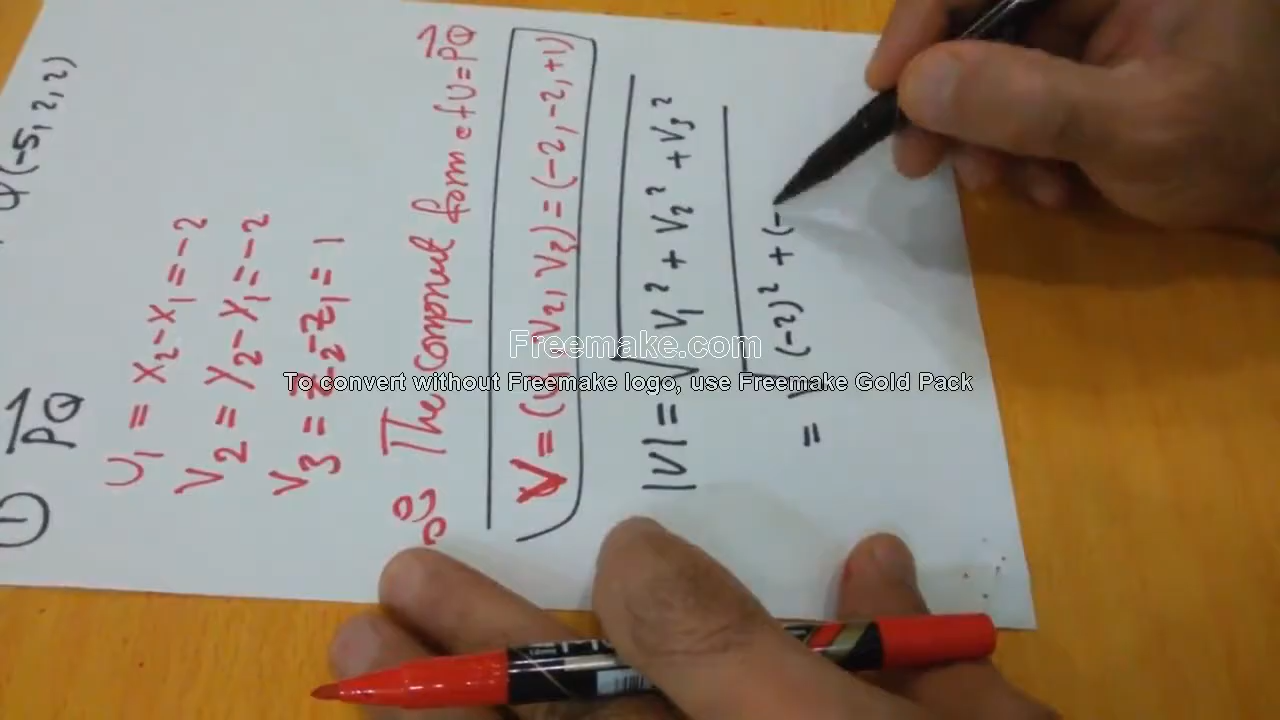 (-5, 2, 2)
① PQ
υ₁ = x₂-x₁ = -2
V₂ = y₂-y₁ = -2
V₃ = z₂-z₁ = 1
The component form of U = PQ
V = (V₁, V₂, V₃) = (-2, -2, +1)
|V| = √V₁² + V₂² + V₃²
= √(-2)² + (-
Freemake.com
To convert without Freemake logo, use Freemake Gold Pack